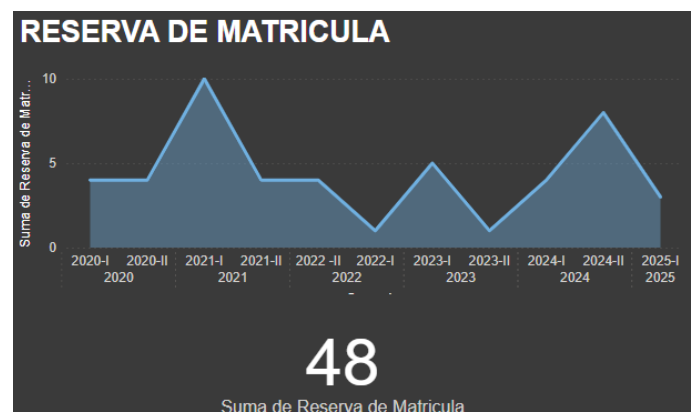 RESERVA DE MATRICULA
Suma de Reserva de Matr...
10
5
0
2020-I 2020-II 2021-I 2021-II 2022 -II 2022-I 2023-I 2023-II 2024-I 2024-II 2025-I
2020 2021 2022 2023 2024 2025
48
Suma de Reserva de Matricula